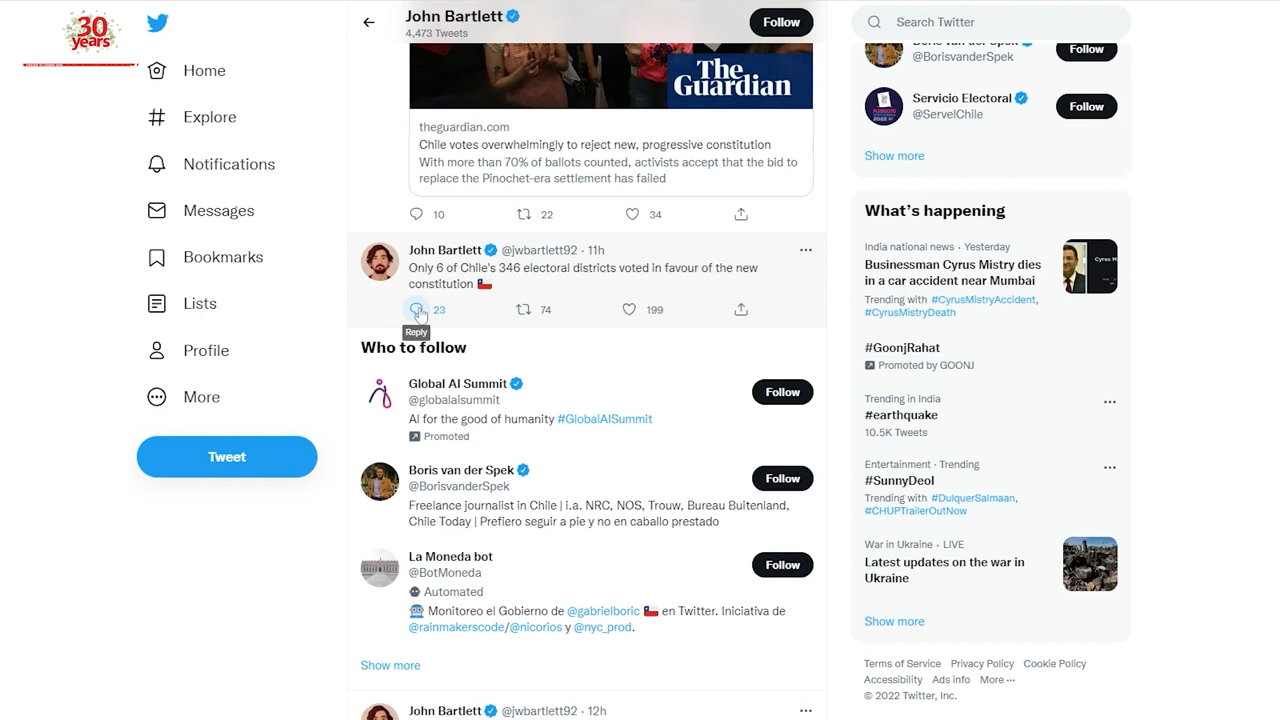 30
years
Home
Explore
Notifications
Messages
Bookmarks
Lists
Profile
More
Tweet
John Bartlett
4,473 Tweets
Follow
The
Guardian
theguardian.com
Chile votes overwhelmingly to reject new, progressive constitution
With more than 70% of ballots counted, activists accept that the bid to
replace the Pinochet-era settlement has failed
10 22 34
John Bartlett @jwbartlett92 · 11h
Only 6 of Chile's 346 electoral districts voted in favour of the new
constitution 🇨🇱
23 74 199
Reply
Who to follow
Global AI Summit
@globalaisummit
Follow
AI for the good of humanity #GlobalAISummit
Promoted
Boris van der Spek
@BorisvanderSpek
Follow
Freelance journalist in Chile | i.a. NRC, NOS, Trouw, Bureau Buitenland,
Chile Today | Prefiero seguir a pie y no en caballo prestado
La Moneda bot
@BotMoneda
Follow
Automated
Monitoreo el Gobierno de @gabrielboric 🇨🇱 en Twitter. Iniciativa de
@rainmakerscode/@nicorios y @nyc_prod.
Show more
John Bartlett @jwbartlett92 · 12h
Search Twitter
Boris van der Spek
@BorisvanderSpek
Follow
Servicio Electoral
@ServelChile
Follow
Show more
What's happening
India national news · Yesterday
Businessman Cyrus Mistry dies
in a car accident near Mumbai
Trending with #CyrusMistryAccident,
#CyrusMistryDeath
Cyrus M
#GoonjRahat
Promoted by GOONJ
Trending in India
#earthquake
10.5K Tweets
Entertainment · Trending
#SunnyDeol
Trending with #DulquerSalmaan,
#CHUPTrailerOutNow
War in Ukraine · LIVE
Latest updates on the war in
Ukraine
Show more
Terms of Service Privacy Policy Cookie Policy
Accessibility Ads info More ···
© 2022 Twitter, Inc.